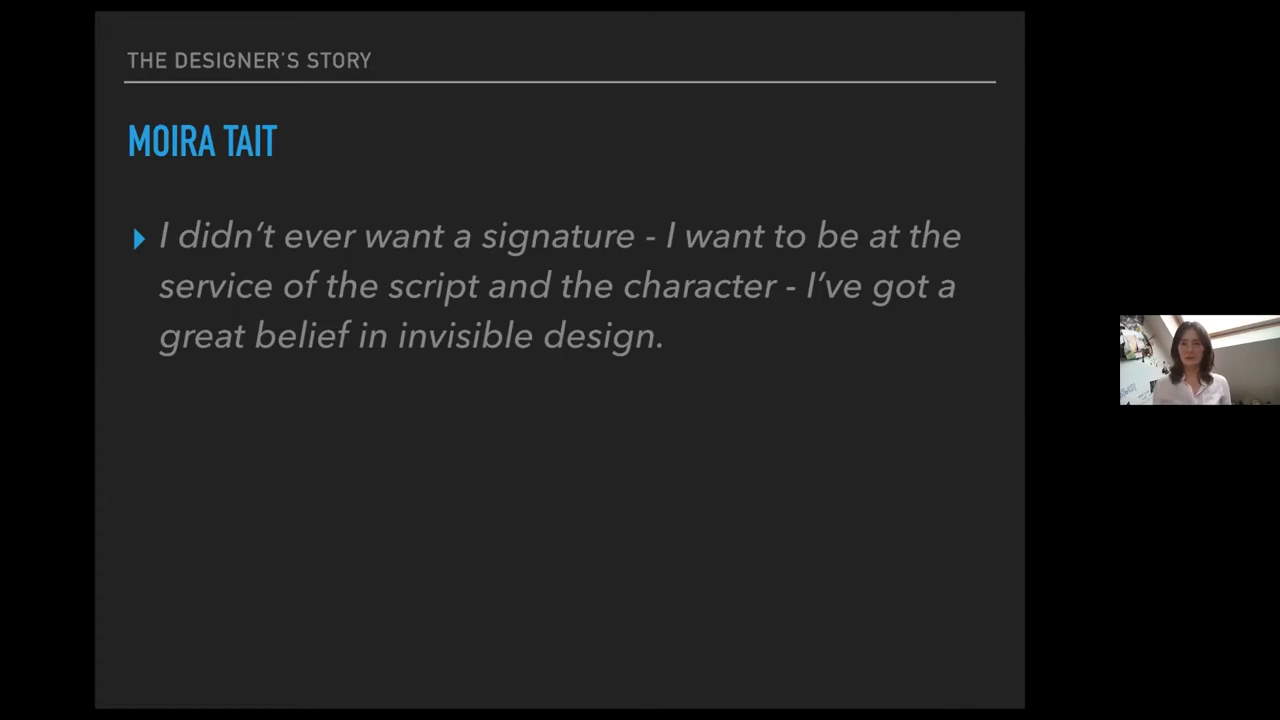 THE DESIGNER'S STORY
MOIRA TAIT
I didn't ever want a signature - I want to be at the
service of the script and the character - I've got a
great belief in invisible design.